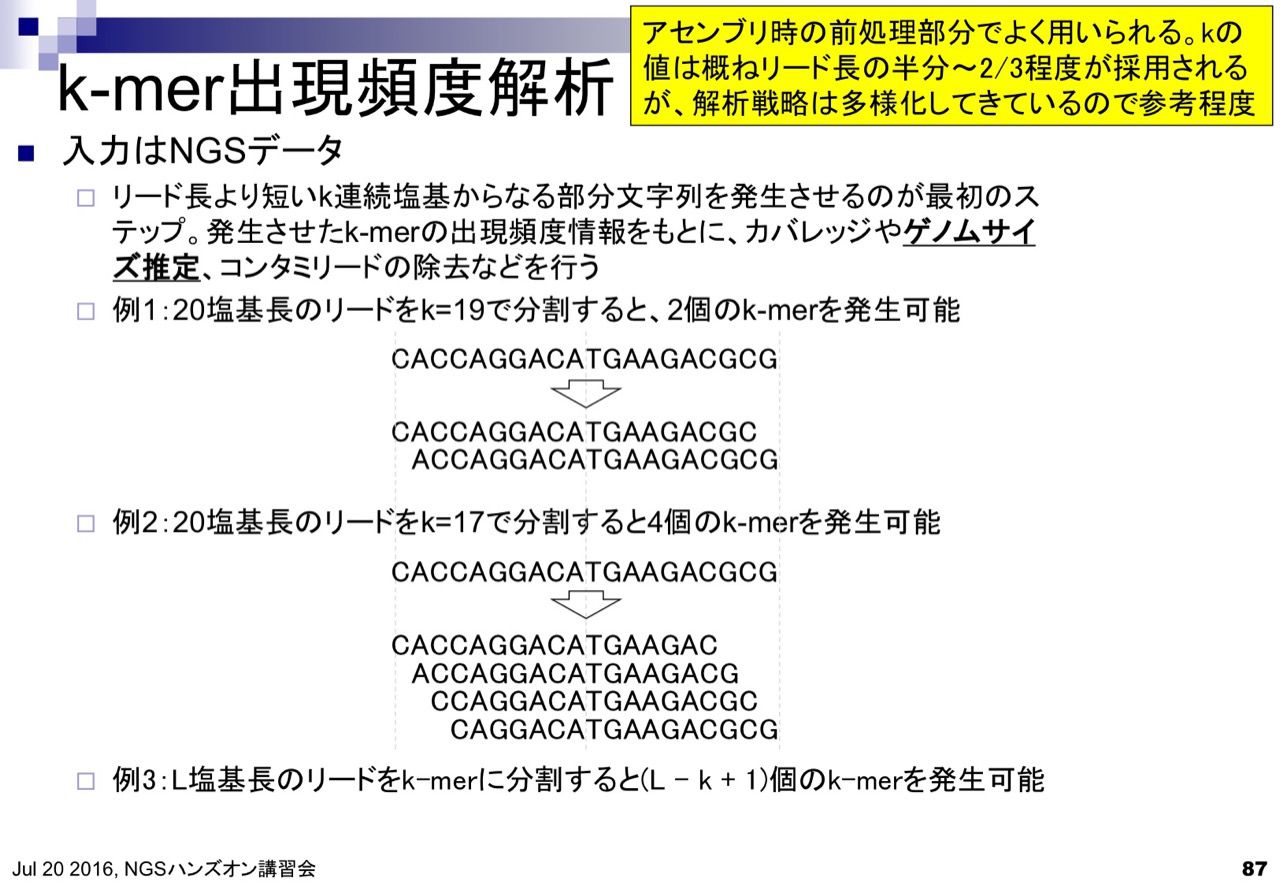 アセンブリ時の前処理部分でよく用いられる。kの
値は概ねリード長の半分～2/3程度が採用される
が、解析戦略は多様化してきているので参考程度
k-mer出現頻度解析
入力はNGSデータ
リード長より短いk連続塩基からなる部分文字列を発生させるのが最初のス
テップ。発生させたk-merの出現頻度情報をもとに、カバレッジやゲノムサイ
ズ推定、コンタミリードの除去などを行う
例1：20塩基長のリードをk=19で分割すると、2個のk-merを発生可能
CACCAGGACATGAAGACGCG
CACCAGGACATGAAGACGC
ACCAGGACATGAAGACGCG
例2：20塩基長のリードをk=17で分割すると4個のk-merを発生可能
CACCAGGACATGAAGACGCG
CACCAGGACATGAAGAC
ACCAGGACATGAAGACG
CCAGGACATGAAGACGC
CAGGACATGAAGACGCG
例3：L塩基長のリードをk-merに分割すると(L - k + 1)個のk-merを発生可能
Jul 20 2016, NGSハンズオン講習会
87